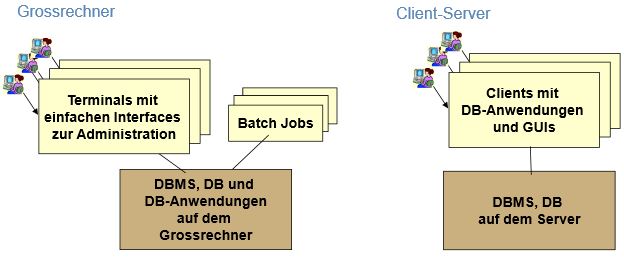 Grossrechner
Terminals mit
einfachen Interfaces
zur Administration
Batch Jobs
DBMS, DB und
DB-Anwendungen
auf dem
Grossrechner
Client-Server
Clients mit
DB-Anwendungen
und GUIs
DBMS, DB
auf dem Server